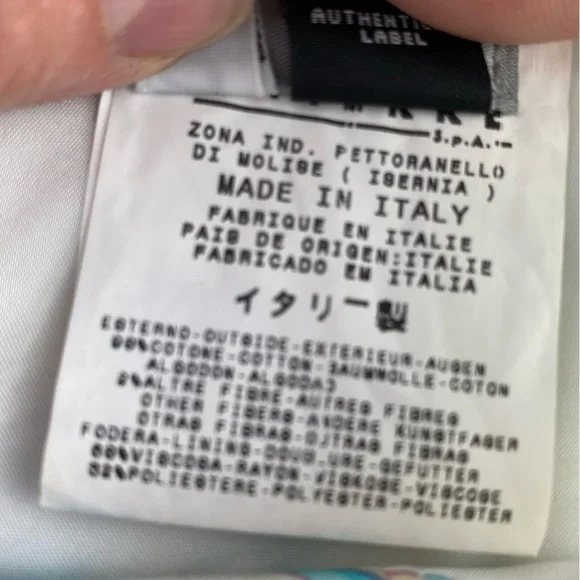 AUTHENTIC
LABEL
S.p.A.
ZONA IND. PETTORANELLO
DI MOLISE ( ISERNIA )
MADE IN ITALY
FABRIQUE EN ITALIE
PAIS DE ORIGEN:ITALIE
FABRICADO EM ITALIA
イタリー製
ESTERNO-OUTSIDE-EXTERIEUR-AUGEN
COTONE-COTTON-BAUMWOLLE-COTON
ALGODON-ALGODA3
2%ALTRE FIBRE-AUTRES FIBRES
OTHER FIBERS-ANDERE KUNSTFASER
OTRAS FIBRAS-OUTRAS FIBRAS
FODERA-LINING-DOUBLURE-GEFUTTER
VISCOSA-RAYON-VISKOSE-VISCOSE
POLIESTERE-POLYESTER-POLIESTER